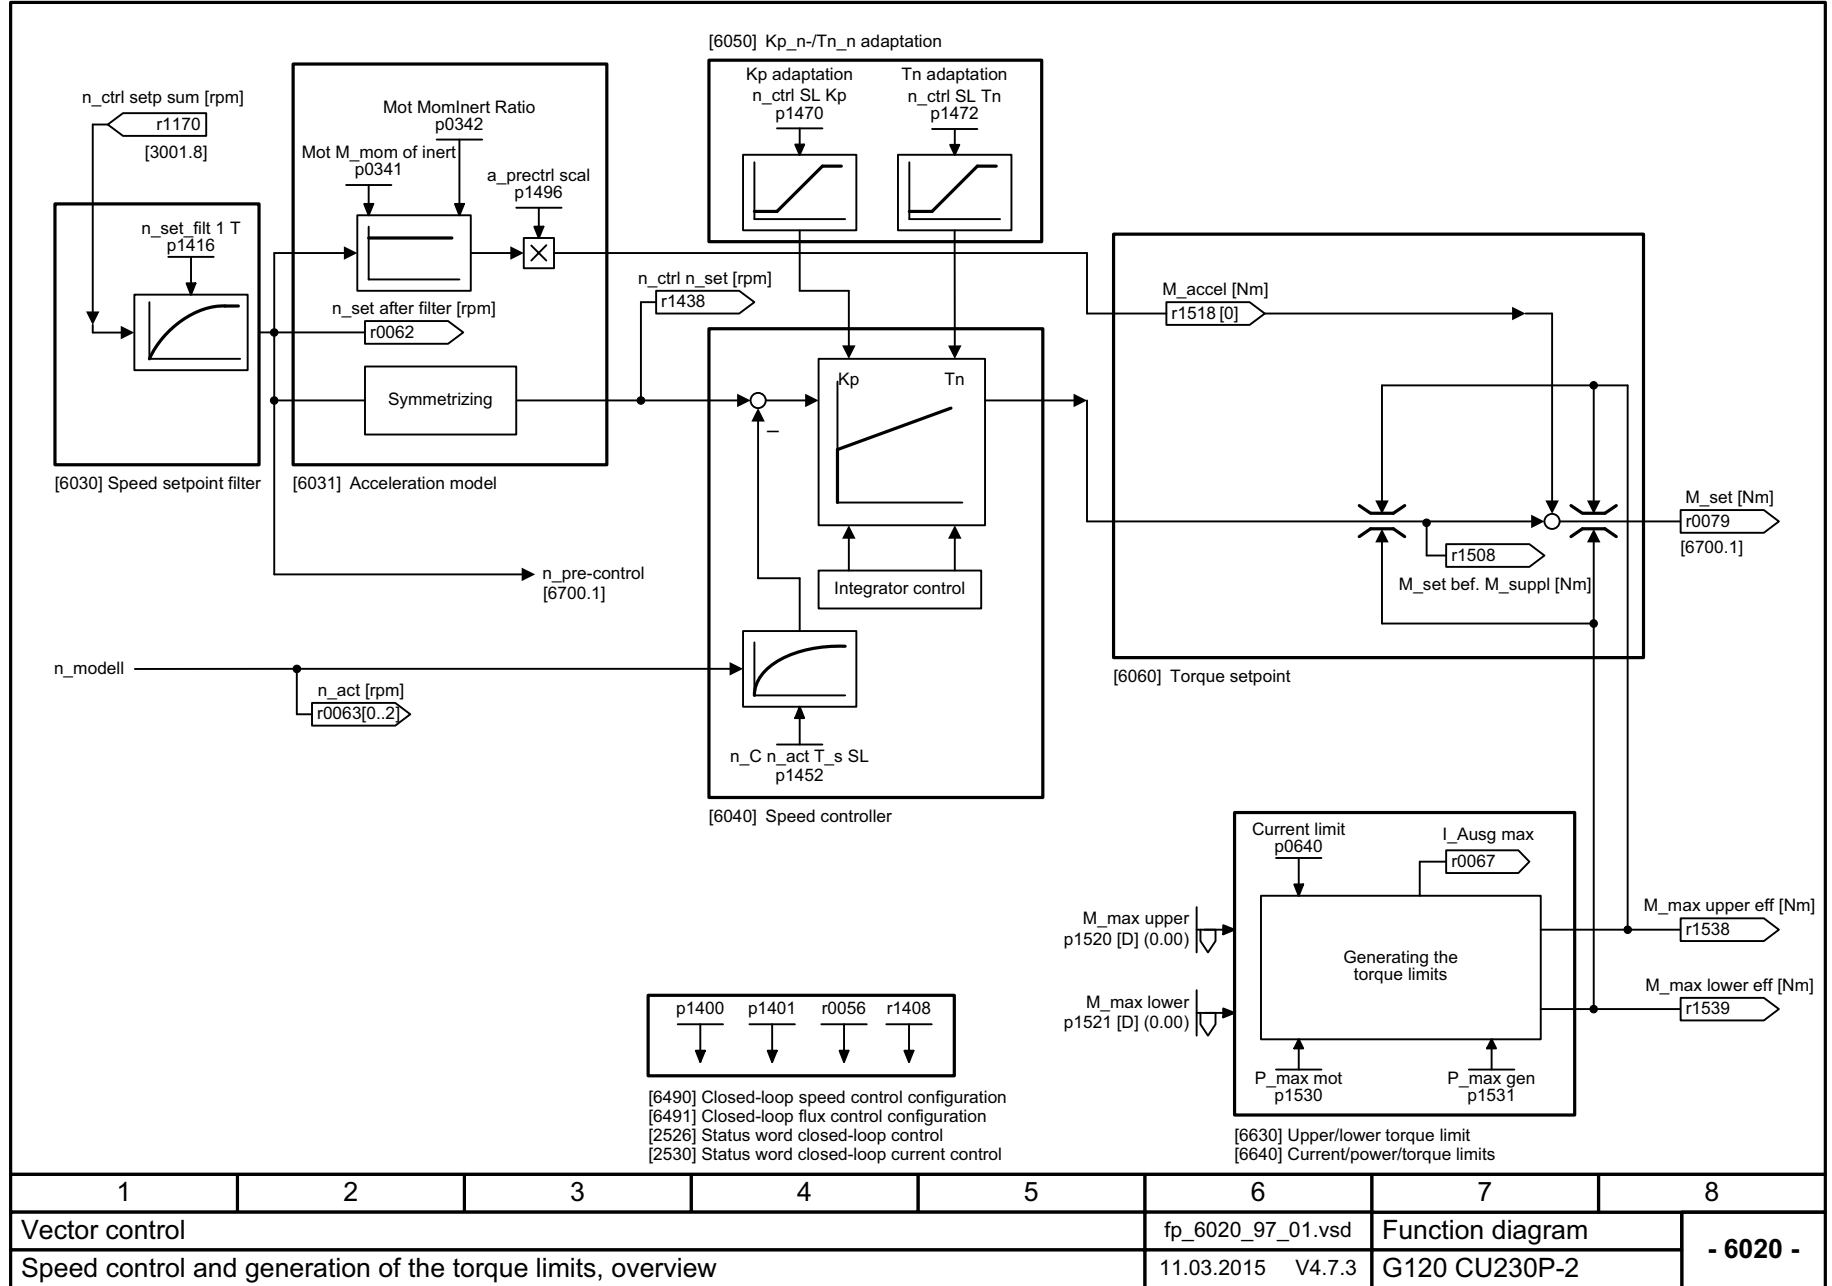 [6050] Kp_n-/Tn_n adaptation
Kp adaptation
n_ctrl SL Kp
p1470
Tn adaptation
n_ctrl SL Tn
p1472
n_ctrl setp sum [rpm]
r1170
[3001.8]
Mot MomInert Ratio
p0342
Mot M_mom of inert
p0341
a_prectrl scal
p1496
n_set_filt 1 T
p1416
n_set after filter [rpm]
r0062
n_ctrl n_set [rpm]
r1438
Symmetrizing
[6030] Speed setpoint filter
[6031] Acceleration model
Kp
Tn
–
Integrator control
n_pre-control
[6700.1]
n_modell
n_act [rpm]
r0063[0..2]
n_C n_act T_s SL
p1452
[6040] Speed controller
M_accel [Nm]
r1518 [0]
r1508
M_set bef. M_suppl [Nm]
M_set [Nm]
r0079
[6700.1]
[6060] Torque setpoint
Current limit
p0640
I_Ausg max
r0067
M_max upper
p1520 [D] (0.00)
M_max lower
p1521 [D] (0.00)
Generating the
torque limits
M_max upper eff [Nm]
r1538
M_max lower eff [Nm]
r1539
P_max mot
p1530
P_max gen
p1531
[6630] Upper/lower torque limit
[6640] Current/power/torque limits
p1400 p1401 r0056 r1408
[6490] Closed-loop speed control configuration
[6491] Closed-loop flux control configuration
[2526] Status word closed-loop control
[2530] Status word closed-loop current control
1 2 3 4 5 6 7 8
Vector control
fp_6020_97_01.vsd
Function diagram
- 6020 -
Speed control and generation of the torque limits, overview
11.03.2015 V4.7.3
G120 CU230P-2